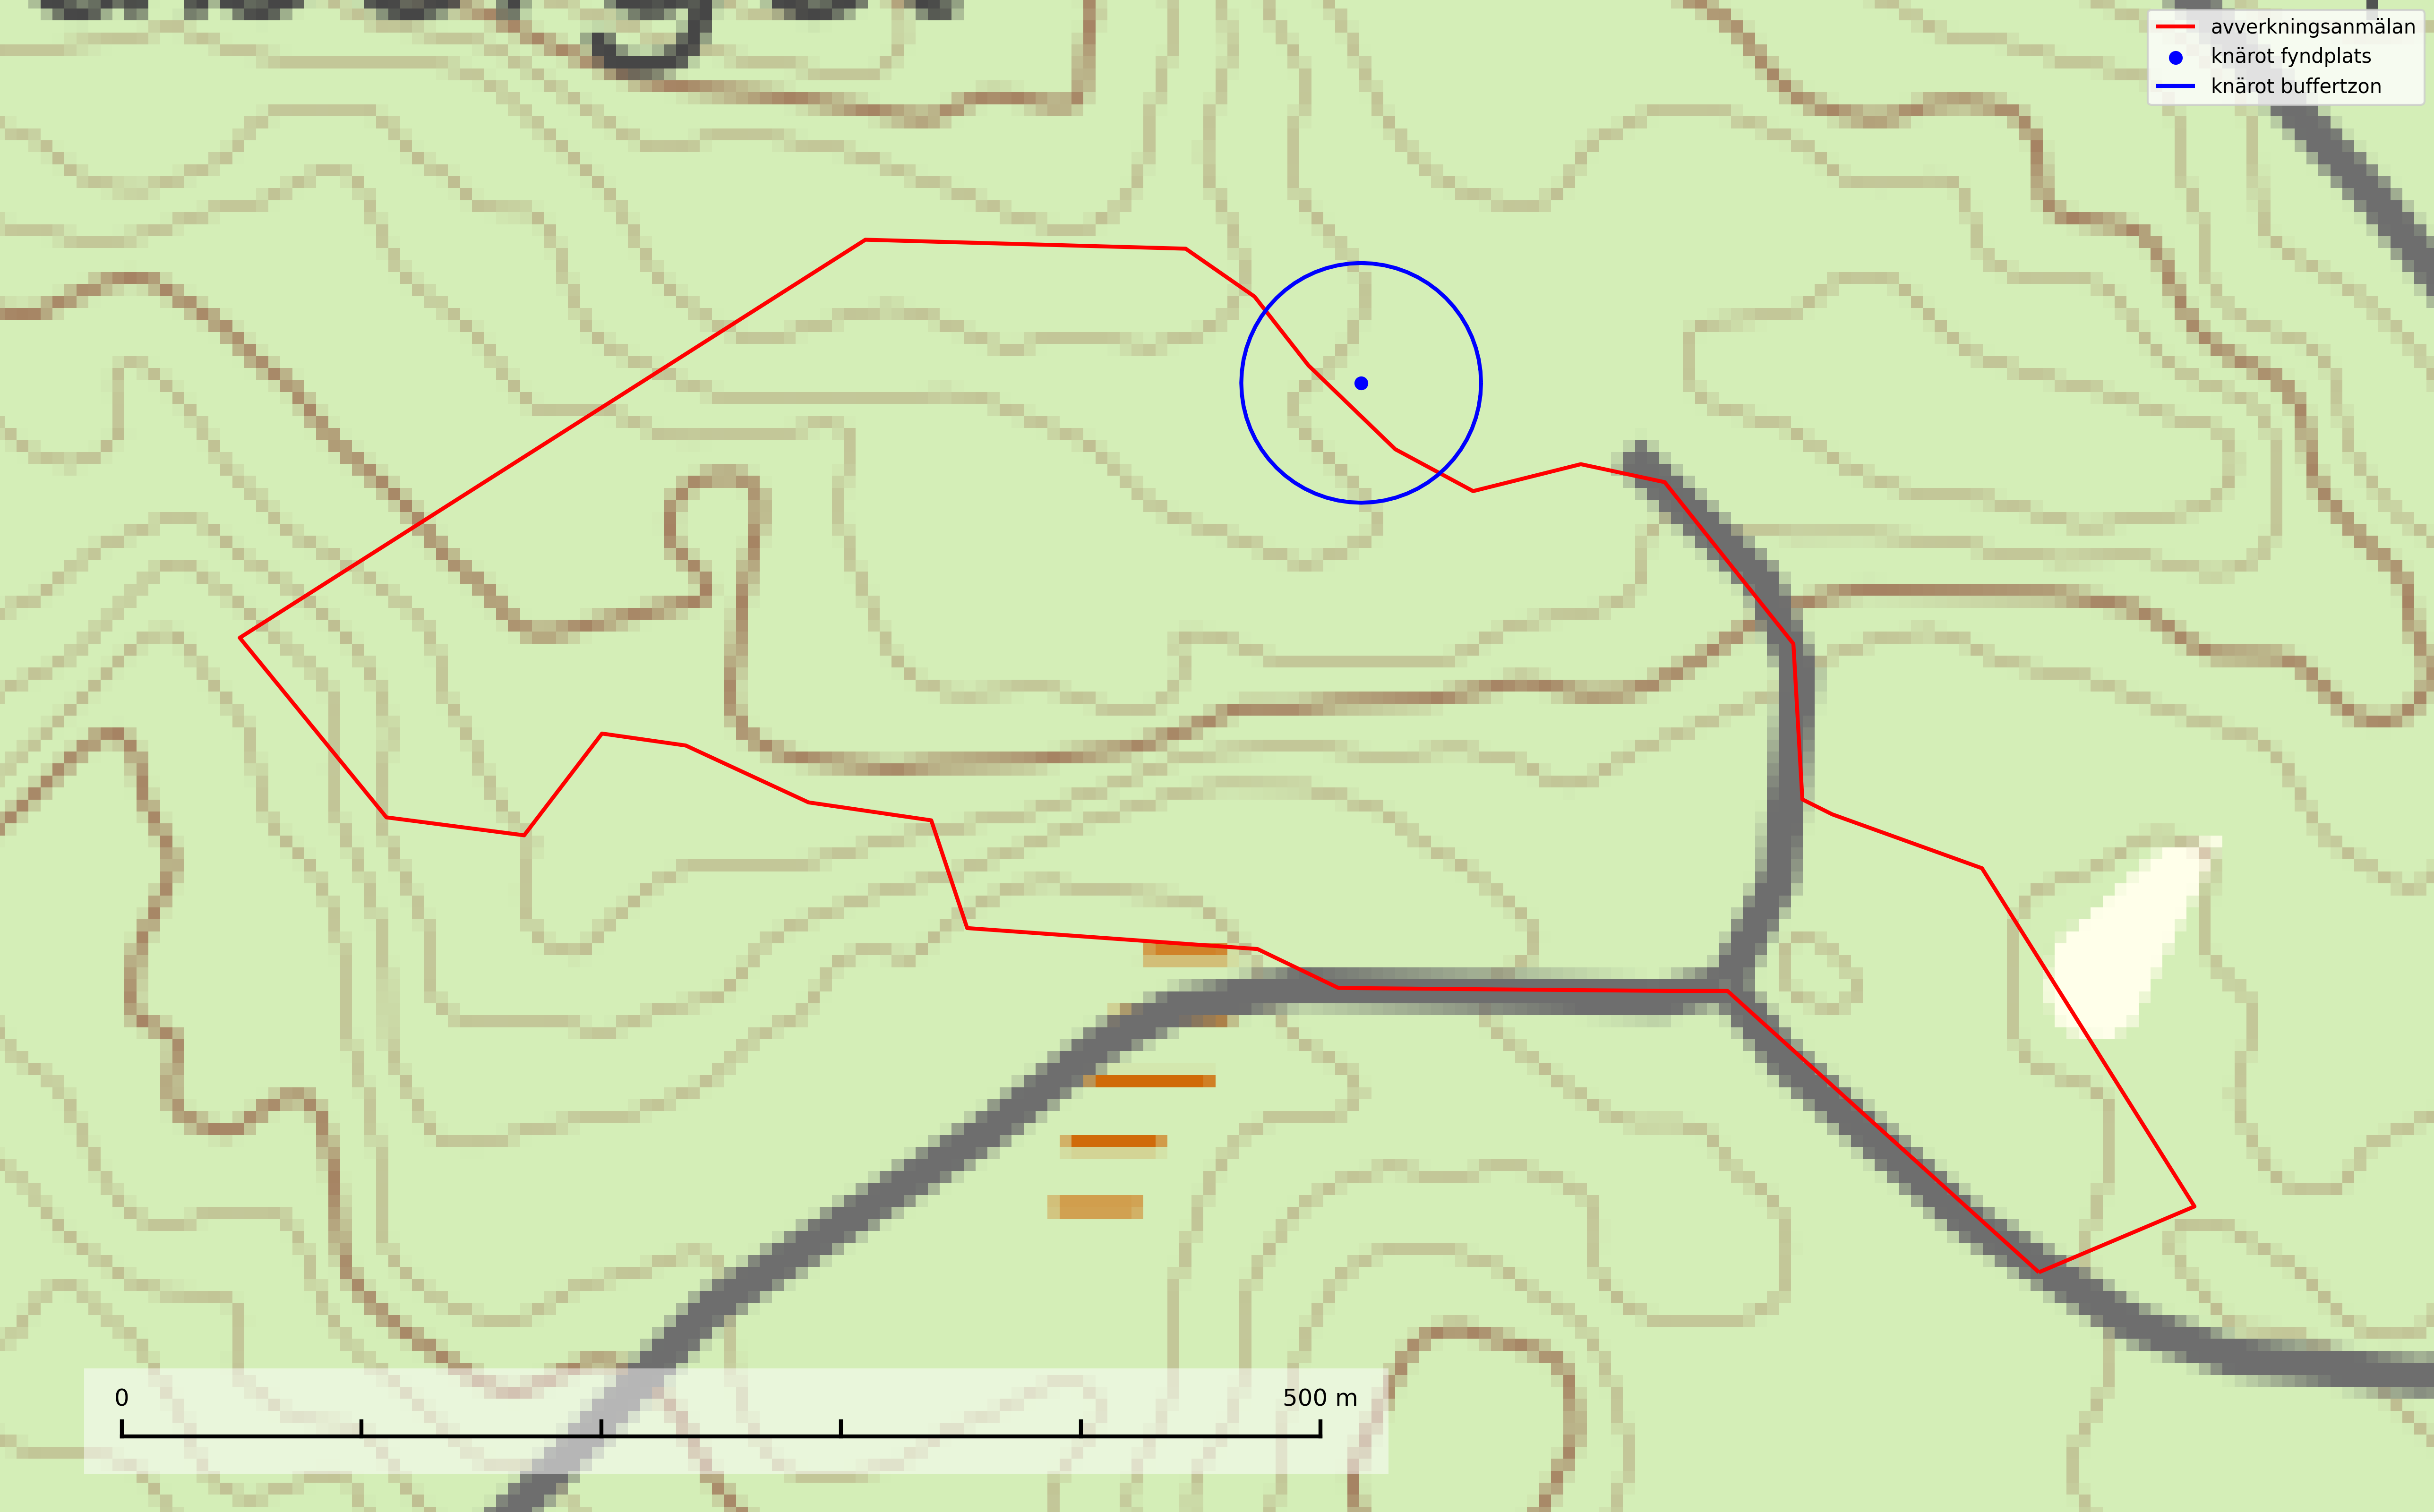 avverkningsanmälan
knärot fyndplats
knärot buffertzon
0 500 m